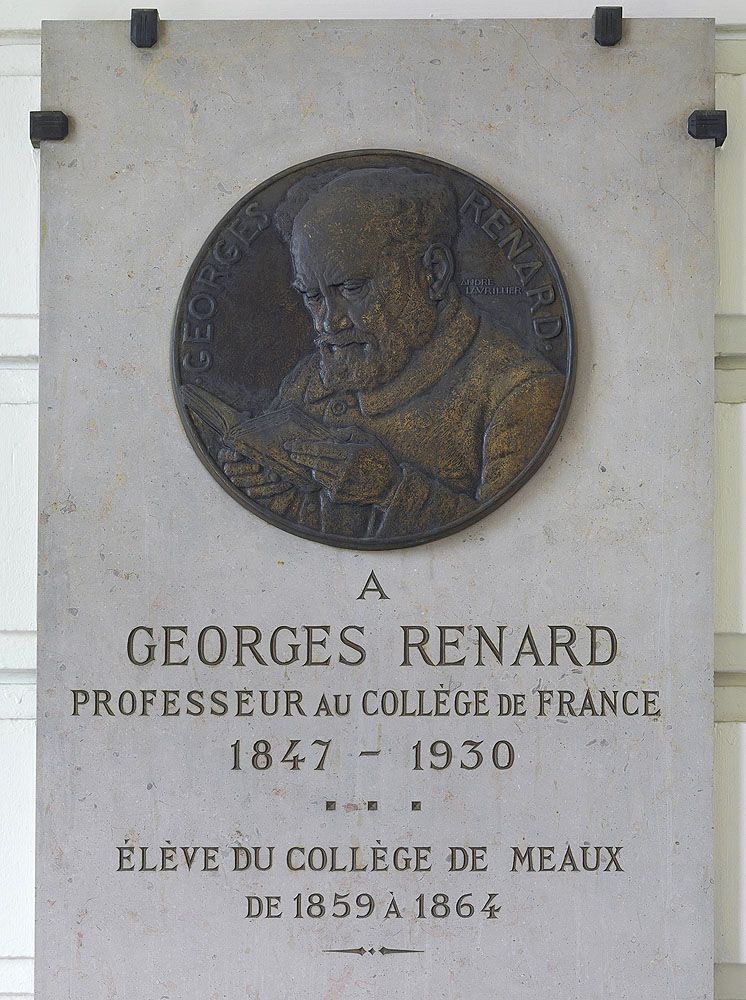 GEORGES RENARD
ANDRE
LAVRILLIER
A
GEORGES RENARD
PROFESSEUR AU COLLÈGE DE FRANCE
1847 - 1930
ÉLÈVE DU COLLÈGE DE MEAUX
DE 1859 À 1864